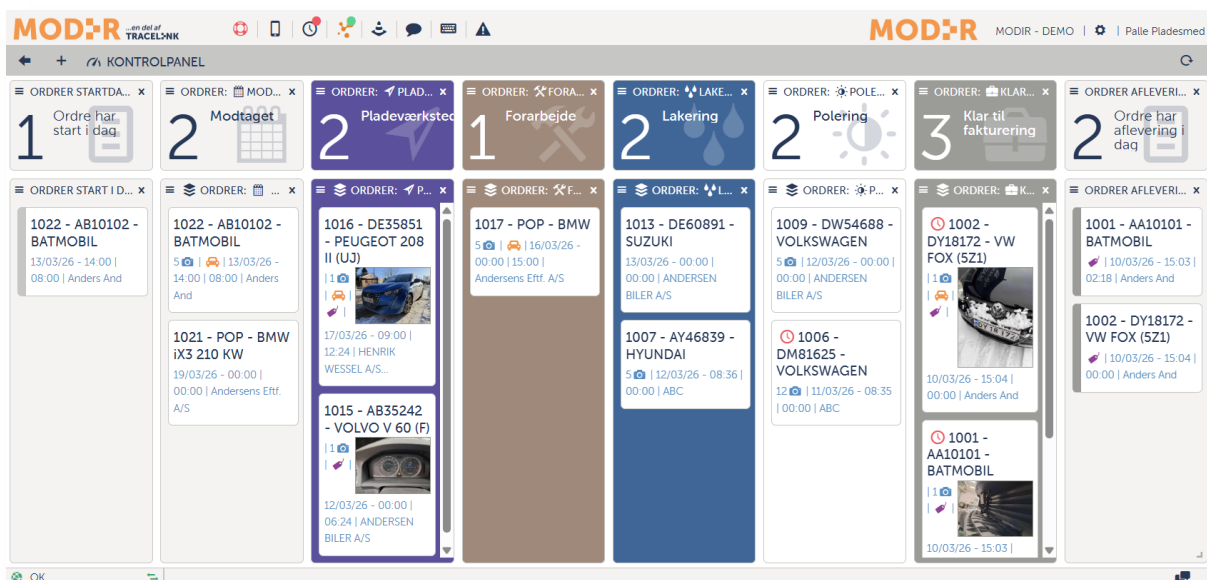 MODIR ...en del af TRACELINK
MODIR
MODIR - DEMO | | Palle Pladesmed
KONTROLPANEL
ORDRER STARTDA... x
1
Ordre har
start i dag
ORDRER: MOD... x
2
Modtaget
ORDRER: PLAD... x
2
Pladeværksted
ORDRER: FORA... x
1
Forarbejde
ORDRER: LAKE... x
2
Lakering
ORDRER: POLE... x
2
Polering
ORDRER: KLAR... x
3
Klar til
fakturering
ORDRER AFLEVERI... x
2
Ordre har
aflevering i
dag
ORDRER START I D... x
1022 - AB10102 -
BATMOBIL
13/03/26 - 14:00 |
08:00 | Anders And
ORDRER: ... x
1022 - AB10102 -
BATMOBIL
5 | | 13/03/26 -
14:00 | 08:00 | Anders
And
1021 - POP - BMW
iX3 210 KW
19/03/26 - 00:00 |
00:00 | Andersens Eftf.
A/S
ORDRER: P... x
1016 - DE35851
- PEUGEOT 208
II (UJ)
| 1
|
|
17/03/26 - 09:00 |
12:24 | HENRIK
WESSEL A/S...
1015 - AB35242
- VOLVO V 60 (F)
| 1
| |
12/03/26 - 00:00 |
06:24 | ANDERSEN
BILER A/S
ORDRER: F... x
1017 - POP - BMW
5 | | 16/03/26 -
00:00 | 15:00 |
Andersens Eftf. A/S
ORDRER: L... x
1013 - DE60891 -
SUZUKI
13/03/26 - 00:00 |
00:00 | ANDERSEN
BILER A/S
1007 - AY46839 -
HYUNDAI
5 | 12/03/26 - 08:36 |
00:00 | ABC
ORDRER: P... x
1009 - DW54688 -
VOLKSWAGEN
5 | 12/03/26 - 00:00 |
00:00 | ANDERSEN
BILER A/S
1006 -
DM81625 -
VOLKSWAGEN
12 | 11/03/26 - 08:35
| 00:00 | ABC
ORDRER: K... x
1002 -
DY18172 - VW
FOX (5Z1)
| 1
|
|
10/03/26 - 15:04 |
00:00 | Anders And
1001 -
AA10101 -
BATMOBIL
| 1
| |
10/03/26 - 15:03 |
ORDRER AFLEVERI... x
1001 - AA10101 -
BATMOBIL
| 10/03/26 - 15:03 |
02:18 | Anders And
1002 - DY18172 -
VW FOX (5Z1)
| 10/03/26 - 15:04 |
00:00 | Anders And
OK